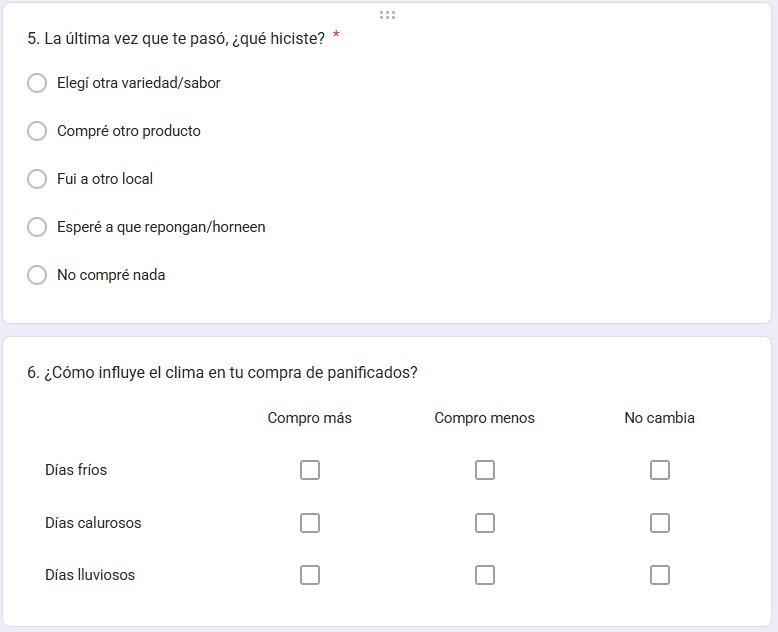 5. La última vez que te pasó, ¿qué hiciste? *
Elegí otra variedad/sabor
Compré otro producto
Fui a otro local
Esperé a que repongan/horneen
No compré nada
6. ¿Cómo influye el clima en tu compra de panificados?
Compro más Compro menos No cambia
Días fríos
Días calurosos
Días lluviosos